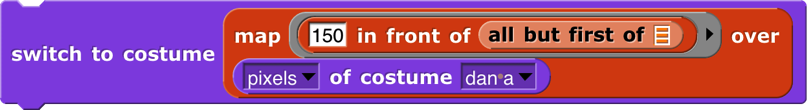 switch to costume map 150 in front of all but first of over
pixels of costume dan a